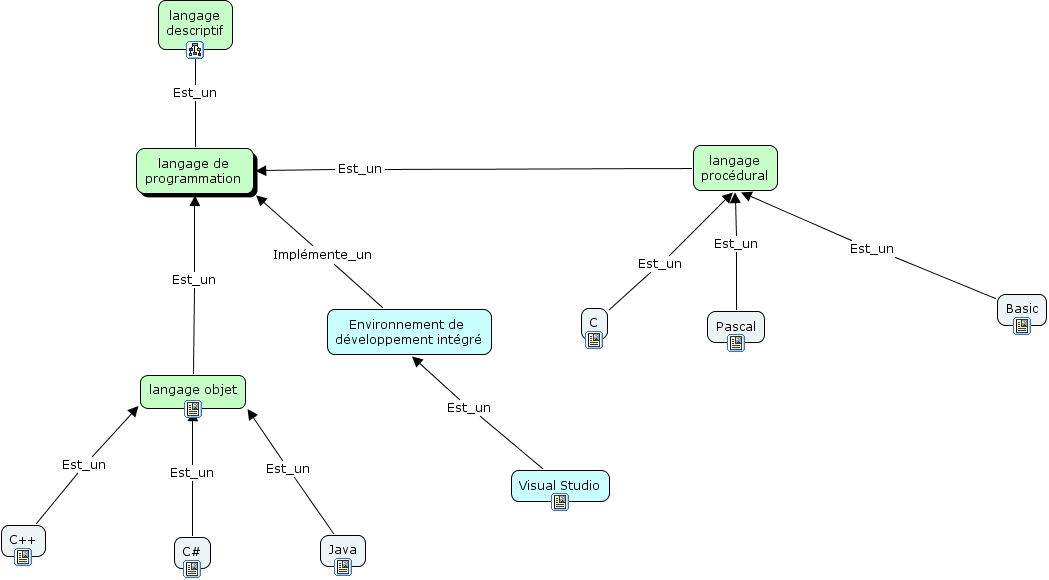 langage
descriptif
Est_un
langage de
programmation
Est_un
langage
procédural
Est_un
Implémente_un
Est_un
Est_un
Est_un
Environnement de
développement intégré
C
Pascal
Basic
langage objet
Est_un
Est_un
Est_un
Est_un
Visual Studio
C++
C#
Java